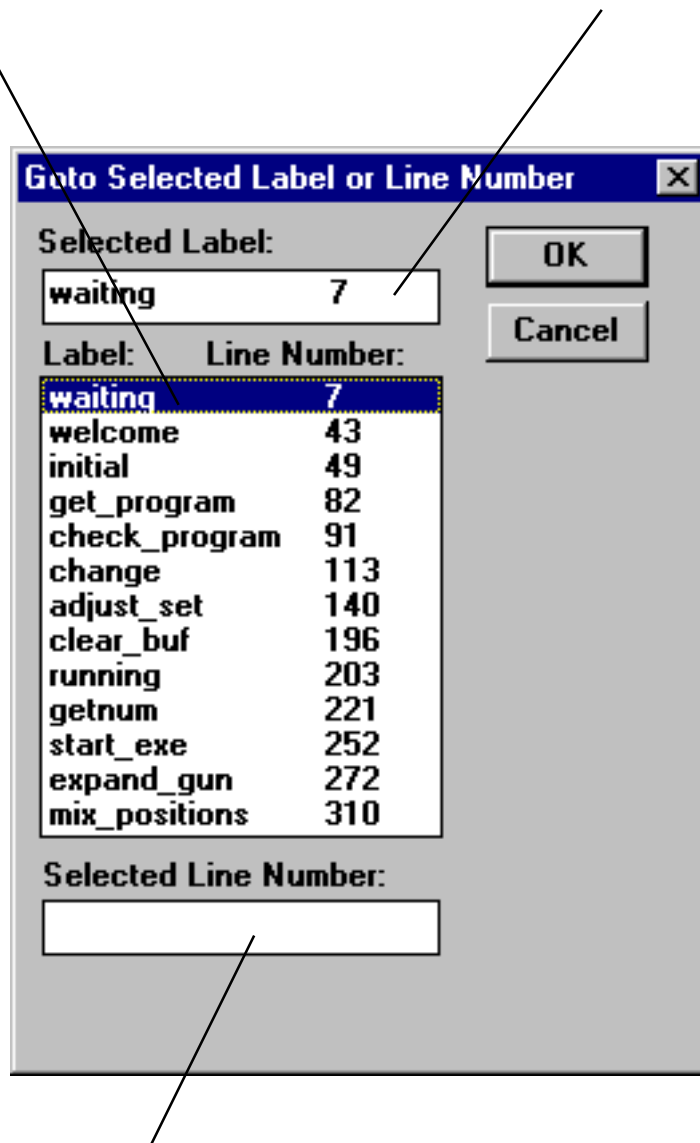 Goto Selected Label or Line Number
Selected Label:
OK
waiting 7
Cancel
Label: Line Number:
waiting 7
welcome 43
initial 49
get_program 82
check_program 91
change 113
adjust_set 140
clear_buf 196
running 203
getnum 221
start_exe 252
expand_gun 272
mix_positions 310
Selected Line Number: